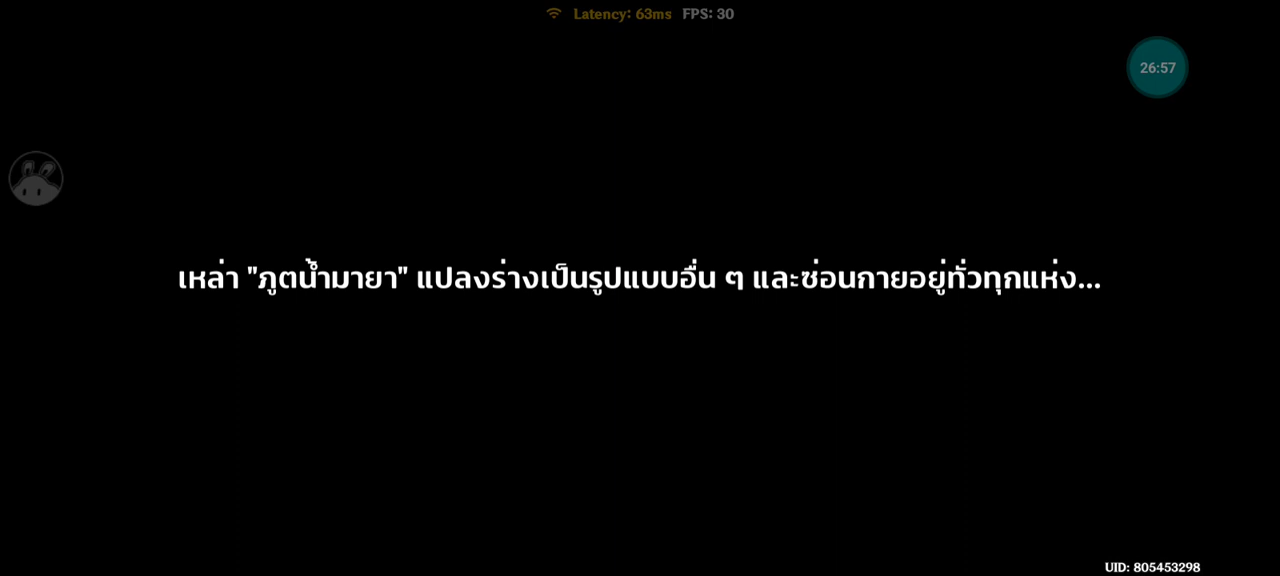 Latency: 63ms FPS: 30
26:57
เหล่า "ภูตน้ำมายา" แปลงร่างเป็นรูปแบบอื่น ๆ และซ่อนกายอยู่ทั่วทุกแห่ง...
UID: 805453298